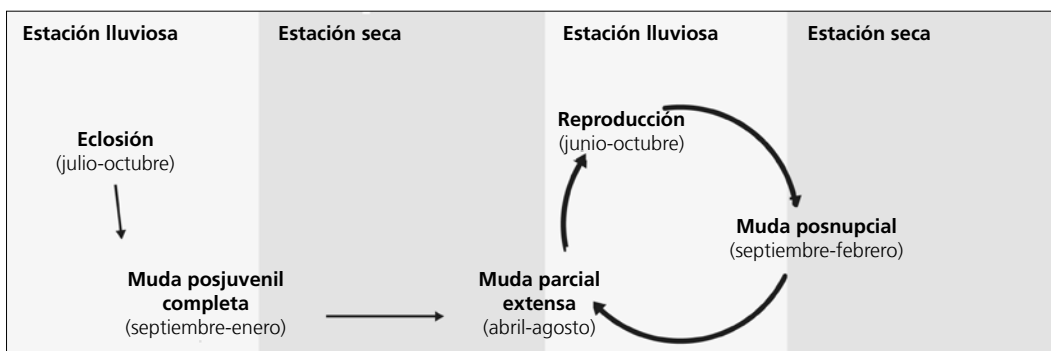 Estación lluviosa
Estación seca
Estación lluviosa
Estación seca
Eclosión
(julio-octubre)
Muda posjuvenil
completa
(septiembre-enero)
Muda parcial
extensa
(abril-agosto)
Reproducción
(junio-octubre)
Muda posnupcial
(septiembre-febrero)